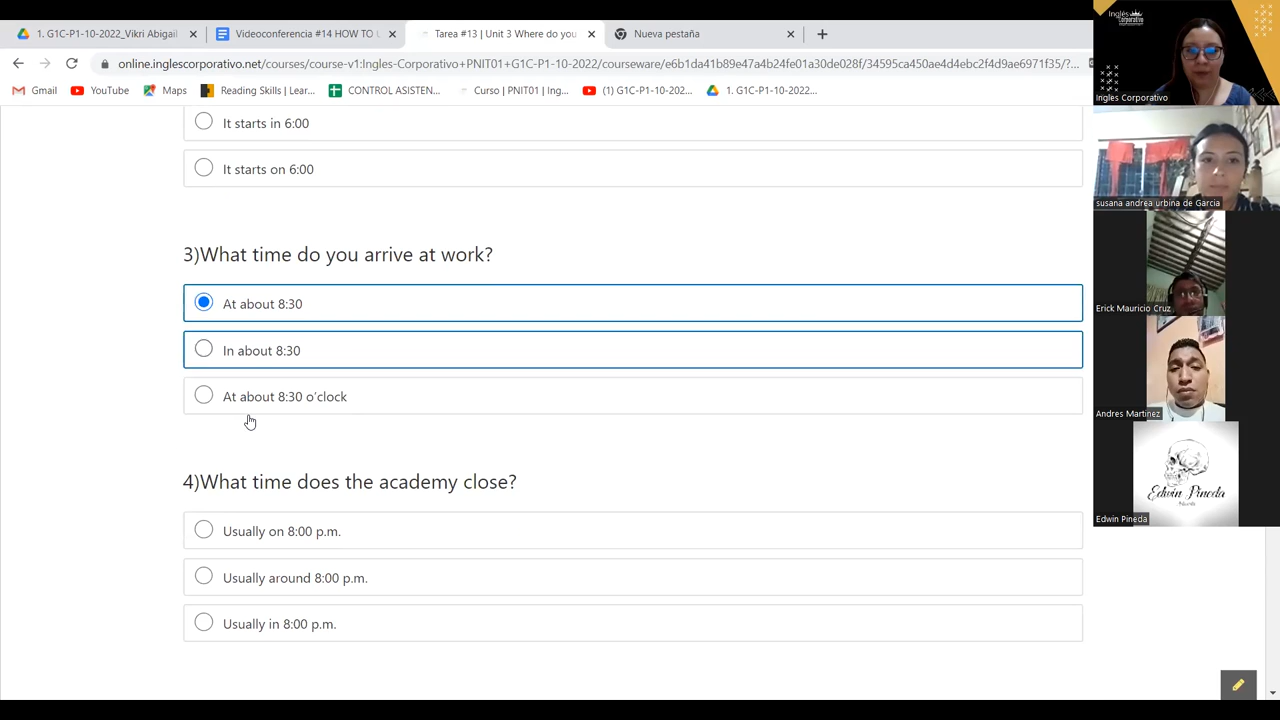 1. G1C-P1-10-2022_Vikri Abigail
Videoconferencia #14 HOW TO U
Tarea #13 | Unit 3 Where do you
Nueva pestaña
online.inglescorporativo.net/courses/course-v1:Ingles-Corporativo+PNIT01+G1C-P1-10-2022/courseware/e6b1da41b89e47a4b24fe01a30de028f/34595ca450ae4d4ebc2f4d9ae6971f35/?...
Gmail
YouTube
Maps
Reading Skills | Lear...
CONTROL ASISTEN...
Curso | PNIT01 | Ing...
(1) G1C-P1-10-202...
1. G1C-P1-10-2022...
It starts in 6:00
It starts on 6:00
3)What time do you arrive at work?
At about 8:30
In about 8:30
At about 8:30 o’clock
4)What time does the academy close?
Usually on 8:00 p.m.
Usually around 8:00 p.m.
Usually in 8:00 p.m.
Inglés
Corporativo
Ingles Corporativo
susana andrea urbina de Garcia
Erick Mauricio Cruz
Andres Martinez
Edwin Pineda
Edwin Pineda